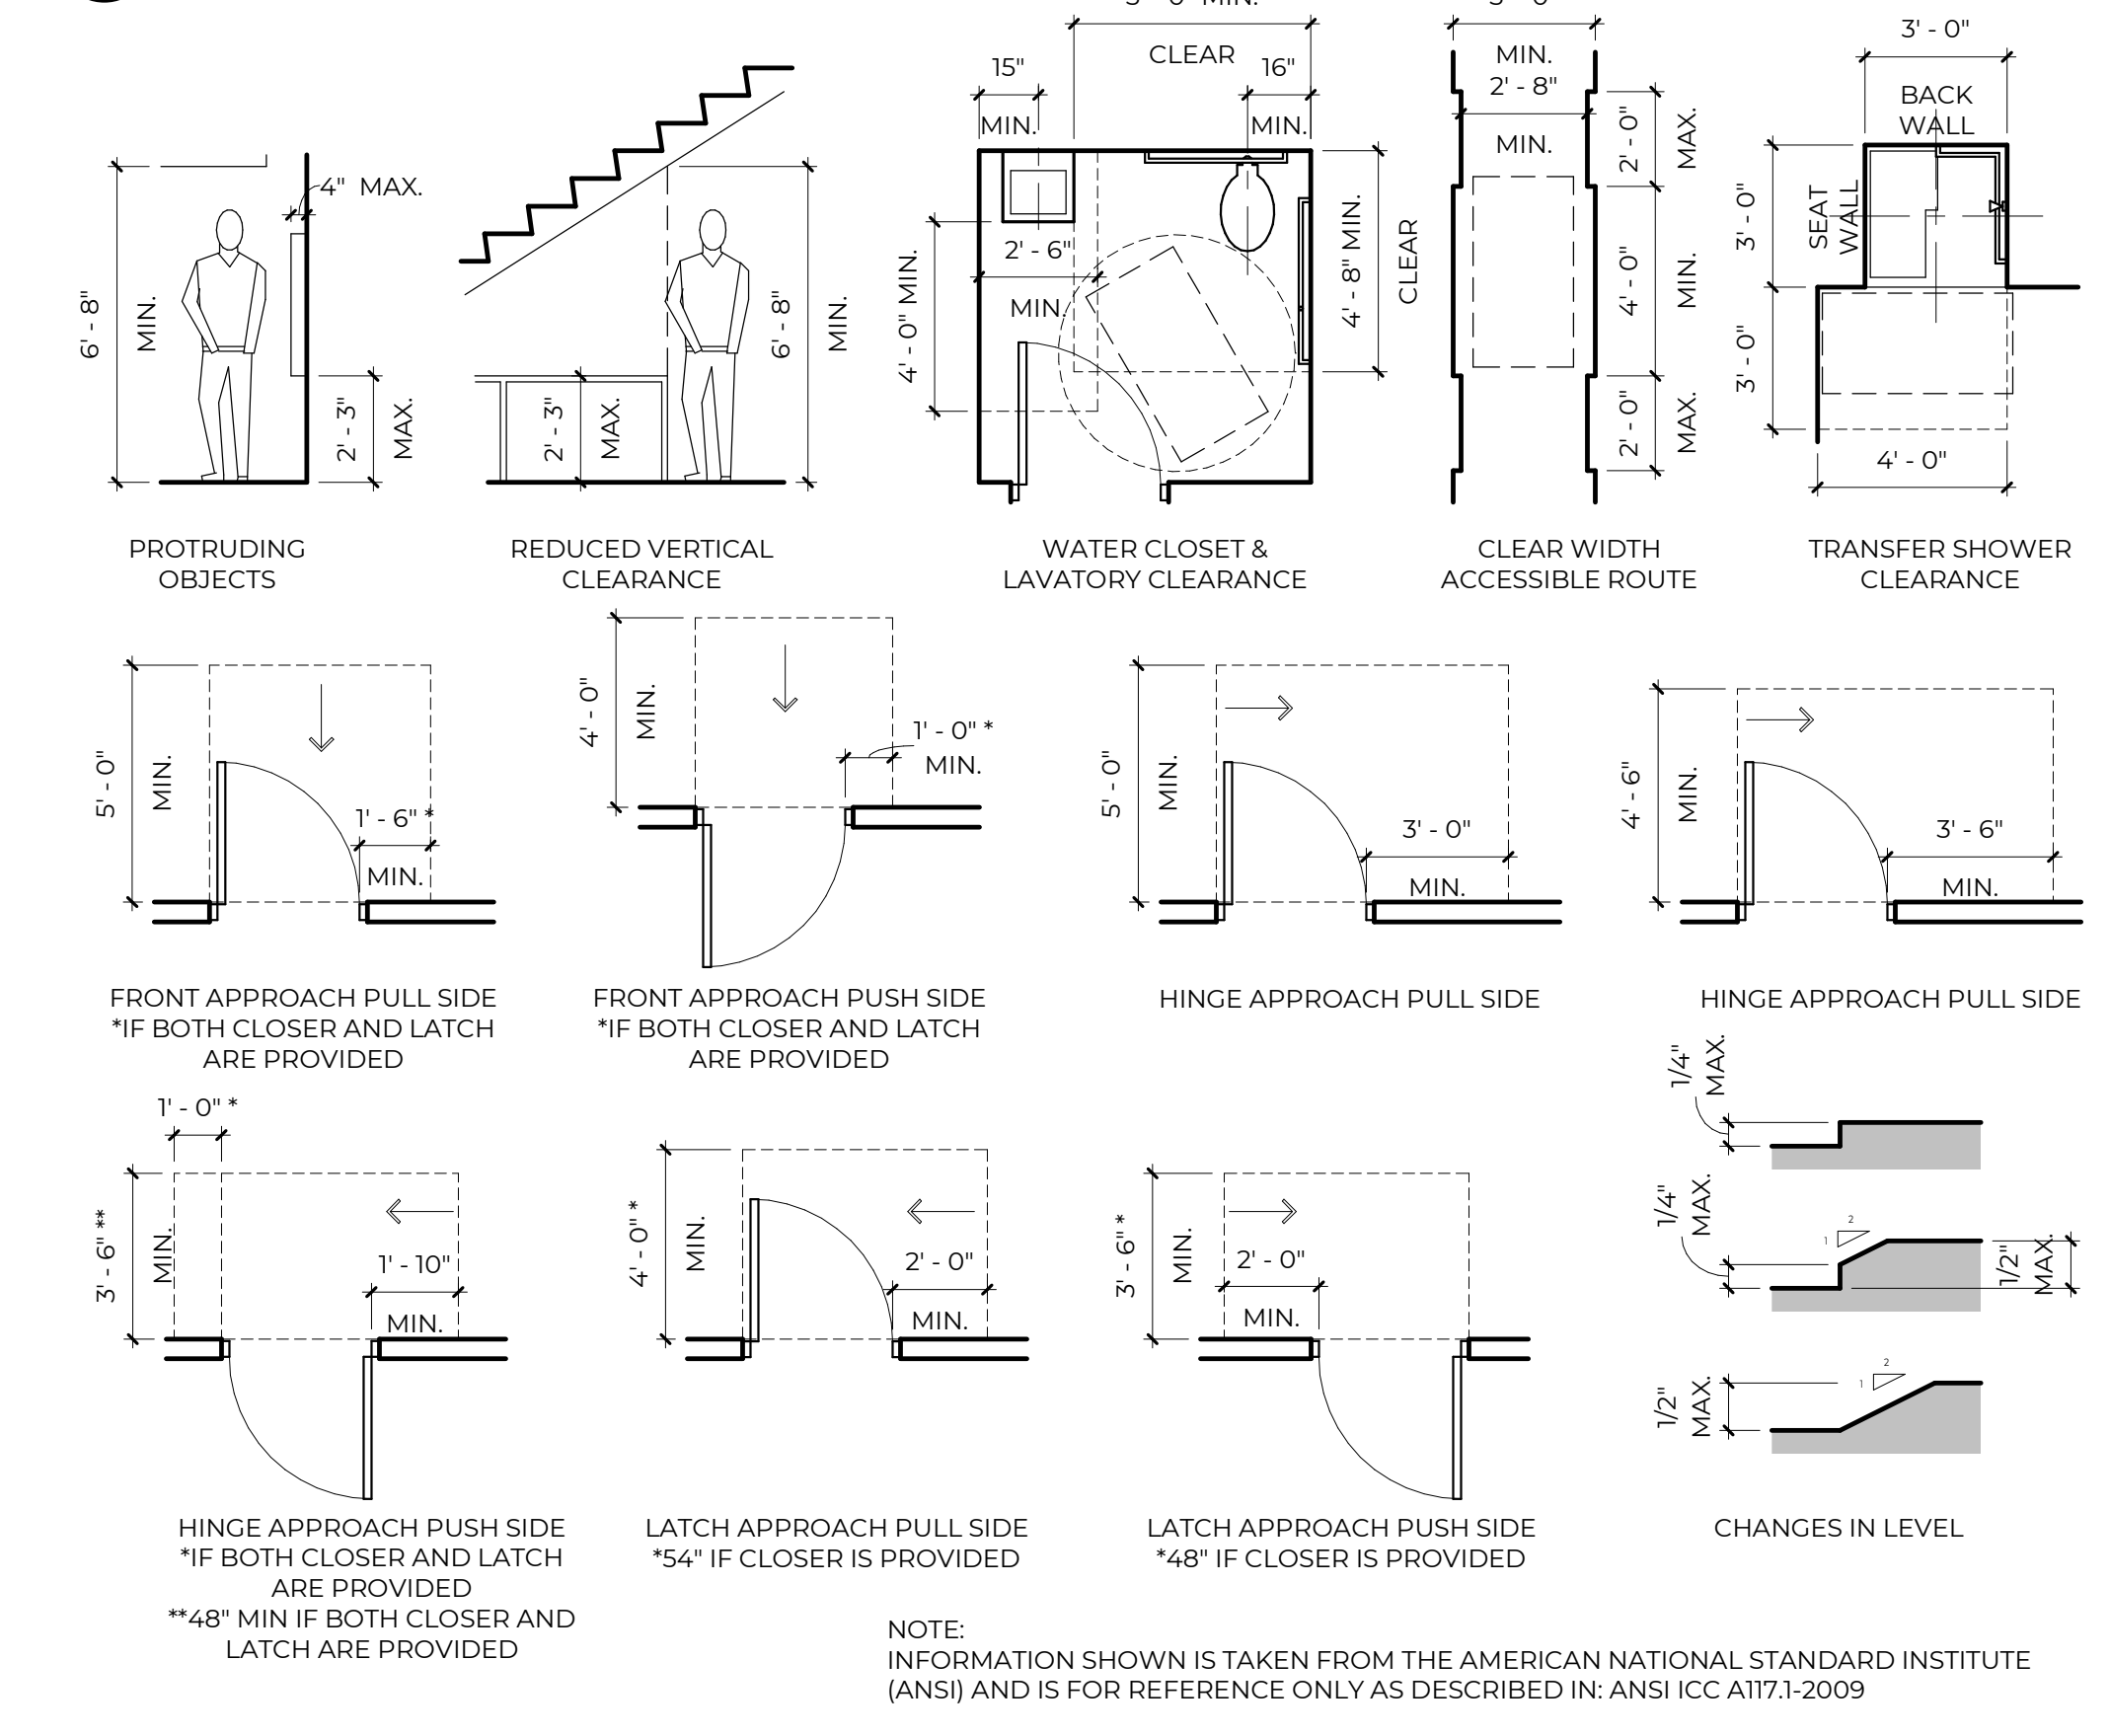 CLEAR
15"
MIN.
16"
MIN.
4" MAX.
6' - 8"
MIN.
2' - 3"
MAX.
2' - 3"
MAX.
6' - 8"
MIN.
4' - 0" MIN.
2' - 6"
MIN.
4' - 8" MIN.
CLEAR
MIN.
2' - 8"
MIN.
2' - 0"
MAX.
4' - 0"
MIN.
2' - 0"
MAX.
3' - 0"
BACK
WALL
3' - 0"
SEAT
WALL
3' - 0"
4' - 0"
PROTRUDING
OBJECTS
REDUCED VERTICAL
CLEARANCE
WATER CLOSET &
LAVATORY CLEARANCE
CLEAR WIDTH
ACCESSIBLE ROUTE
TRANSFER SHOWER
CLEARANCE
5' - 0"
MIN.
1' - 6" *
MIN.
4' - 0"
MIN.
1' - 0" *
MIN.
5' - 0"
MIN.
3' - 0"
MIN.
4' - 6"
MIN.
3' - 6"
MIN.
FRONT APPROACH PULL SIDE
*IF BOTH CLOSER AND LATCH
ARE PROVIDED
FRONT APPROACH PUSH SIDE
*IF BOTH CLOSER AND LATCH
ARE PROVIDED
HINGE APPROACH PULL SIDE
HINGE APPROACH PULL SIDE
1' - 0" *
3' - 6" **
MIN.
1' - 10"
MIN.
4' - 0" *
MIN.
2' - 0"
MIN.
3' - 6" *
MIN.
2' - 0"
MIN.
1/4"
MAX.
1/4"
MAX.
2
1
1/2"
MAX.
1/2"
MAX.
2
1
HINGE APPROACH PUSH SIDE
*IF BOTH CLOSER AND LATCH
ARE PROVIDED
**48" MIN IF BOTH CLOSER AND
LATCH ARE PROVIDED
LATCH APPROACH PULL SIDE
*54" IF CLOSER IS PROVIDED
LATCH APPROACH PUSH SIDE
*48" IF CLOSER IS PROVIDED
CHANGES IN LEVEL
NOTE:
INFORMATION SHOWN IS TAKEN FROM THE AMERICAN NATIONAL STANDARD INSTITUTE
(ANSI) AND IS FOR REFERENCE ONLY AS DESCRIBED IN: ANSI ICC A117.1-2009